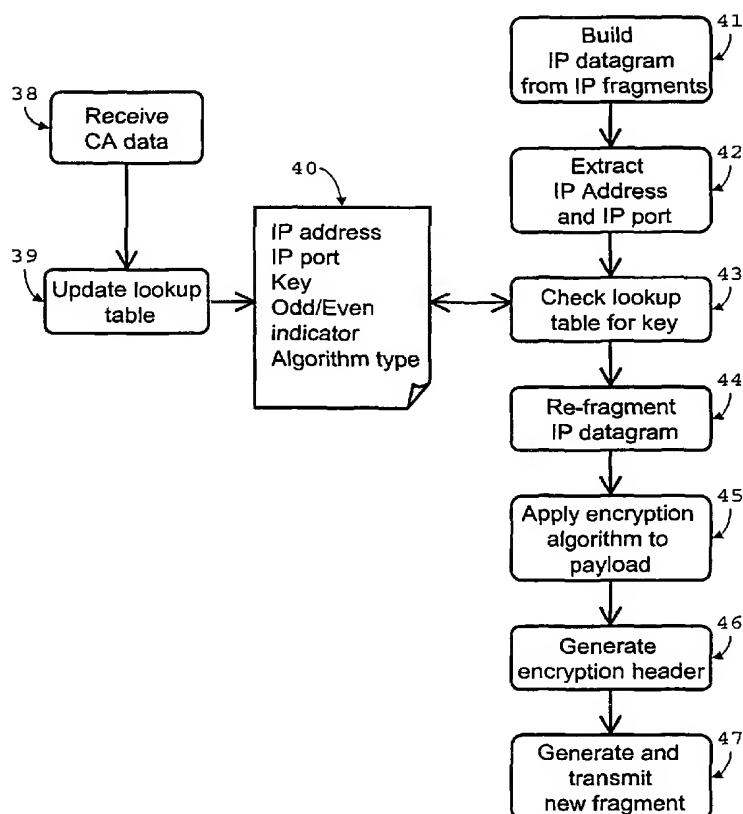 38
Receive
CA data
39
Update lookup
table
40
IP address
IP port
Key
Odd/Even
indicator
Algorithm type
41
Build
IP datagram
from IP fragments
42
Extract
IP Address
and IP port
43
Check lookup
table for key
44
Re-fragment
IP datagram
45
Apply encryption
algorithm to
payload
46
Generate
encryption header
47
Generate and
transmit
new fragment